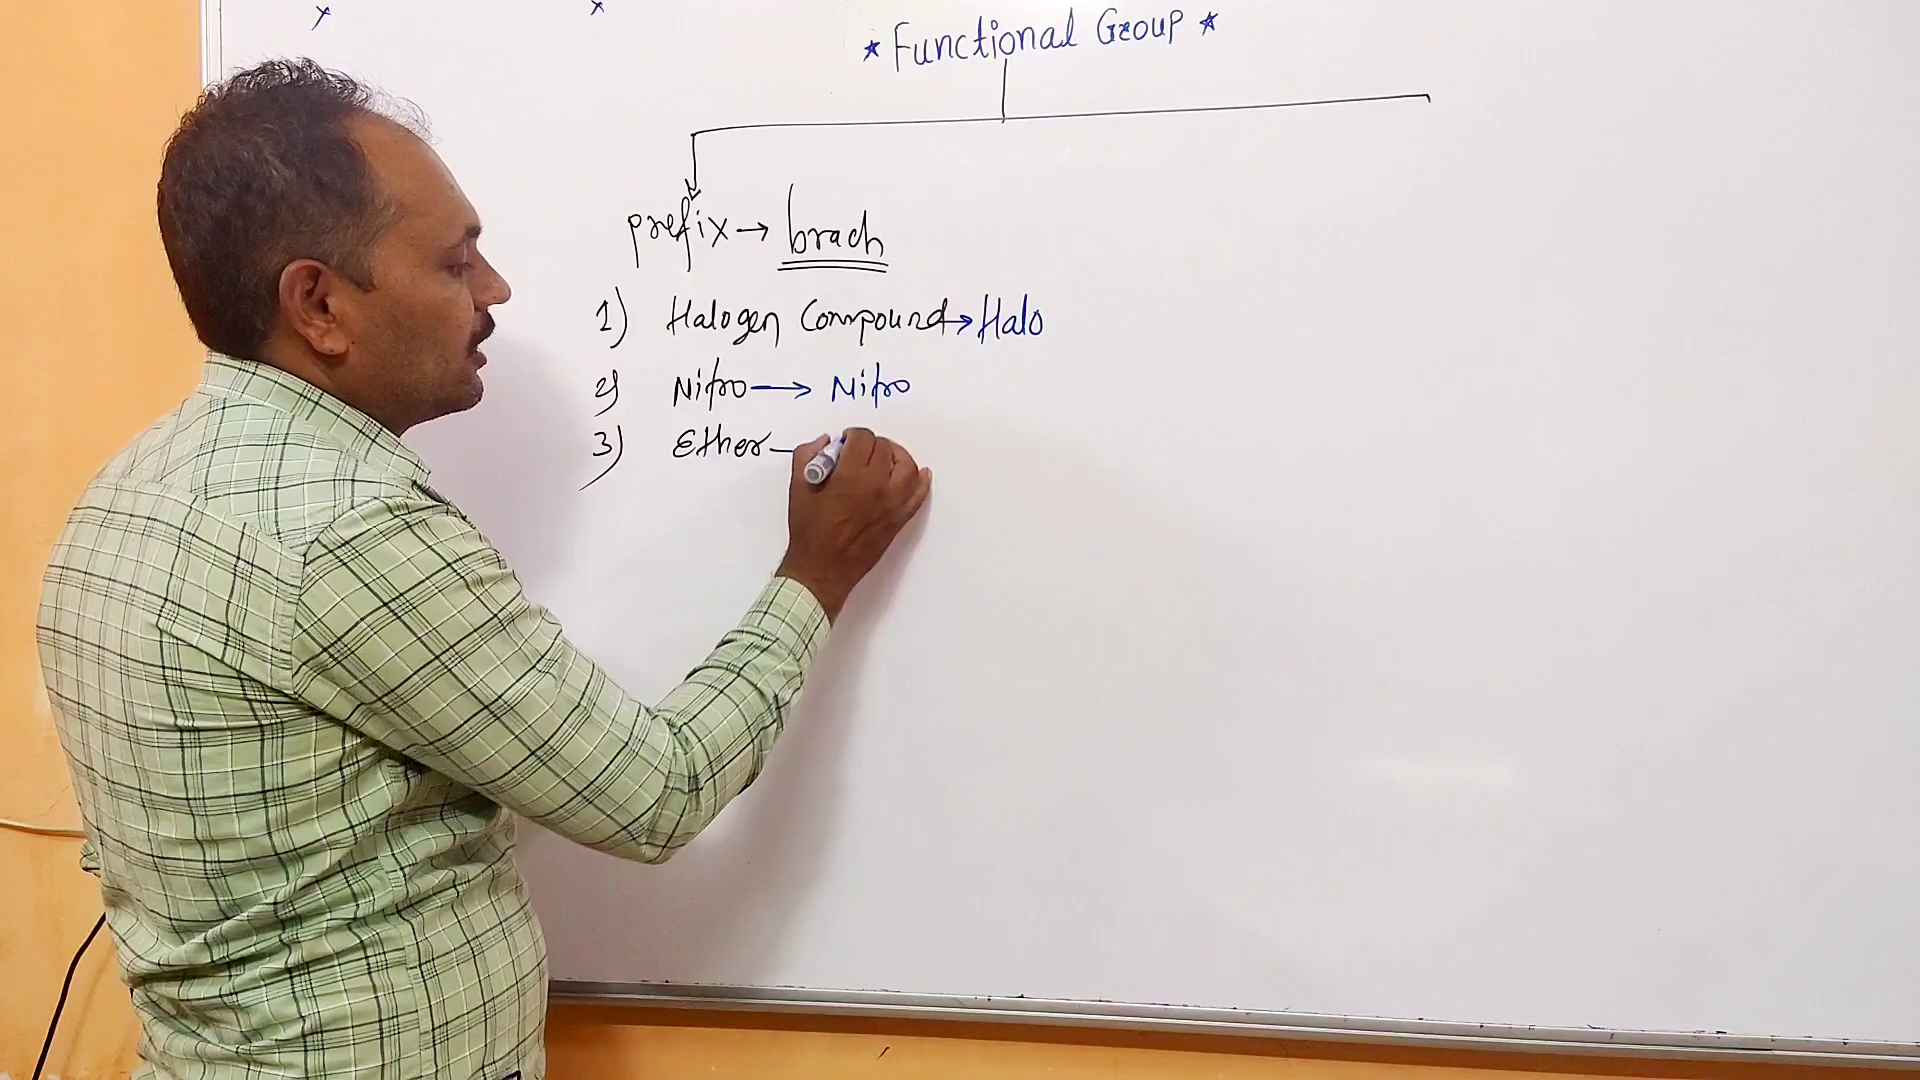 * Functional Group *
prefix → brach
1) Halogen Compound → Halo
2) Nitro → Nitro
3) Ether